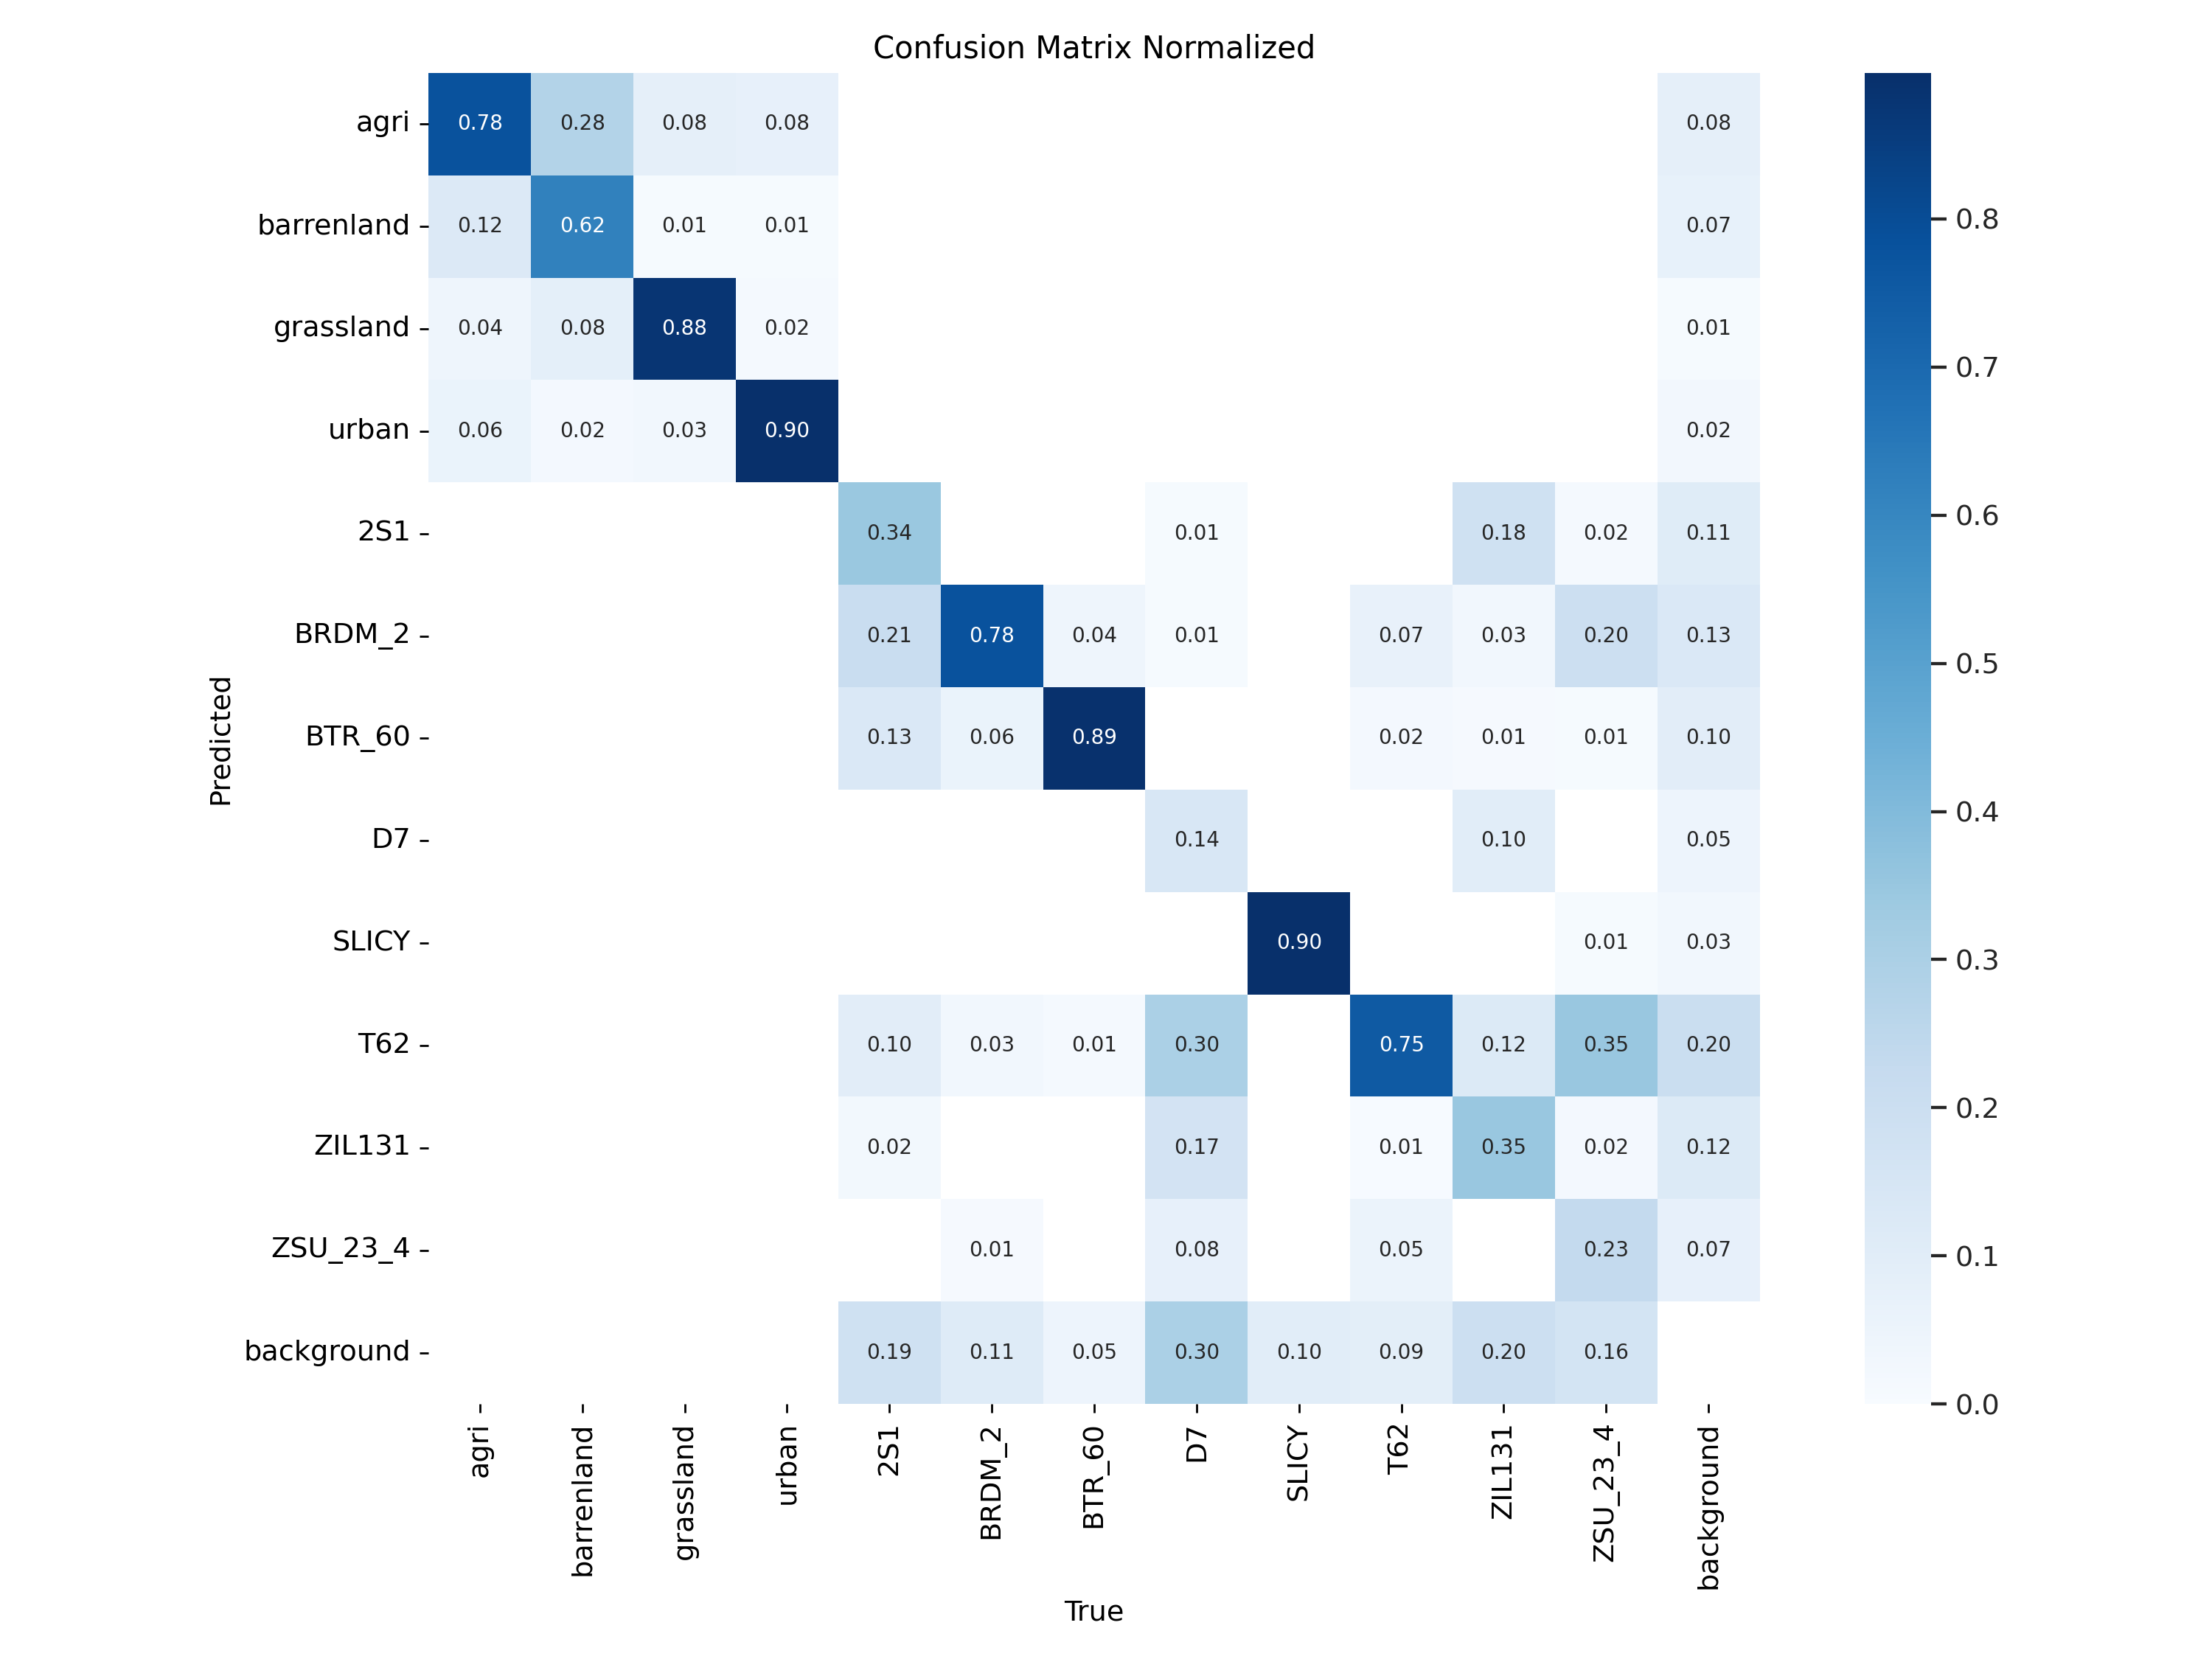 Confusion Matrix Normalized
agri 0.78 0.28 0.08 0.08 0.08
barrenland 0.12 0.62 0.01 0.01 0.07
grassland 0.04 0.08 0.88 0.02 0.01
urban 0.06 0.02 0.03 0.90 0.02
2S1 0.34 0.01 0.18 0.02 0.11
BRDM_2 0.21 0.78 0.04 0.01 0.07 0.03 0.20 0.13
BTR_60 0.13 0.06 0.89 0.02 0.01 0.01 0.10
D7 0.14 0.10 0.05
SLICY 0.90 0.01 0.03
T62 0.10 0.03 0.01 0.30 0.75 0.12 0.35 0.20
ZIL131 0.02 0.17 0.01 0.35 0.02 0.12
ZSU_23_4 0.01 0.08 0.05 0.23 0.07
background 0.19 0.11 0.05 0.30 0.10 0.09 0.20 0.16
agri barrenland grassland urban 2S1 BRDM_2 BTR_60 D7 SLICY T62 ZIL131 ZSU_23_4 background
True
Predicted
0.8
0.7
0.6
0.5
0.4
0.3
0.2
0.1
0.0